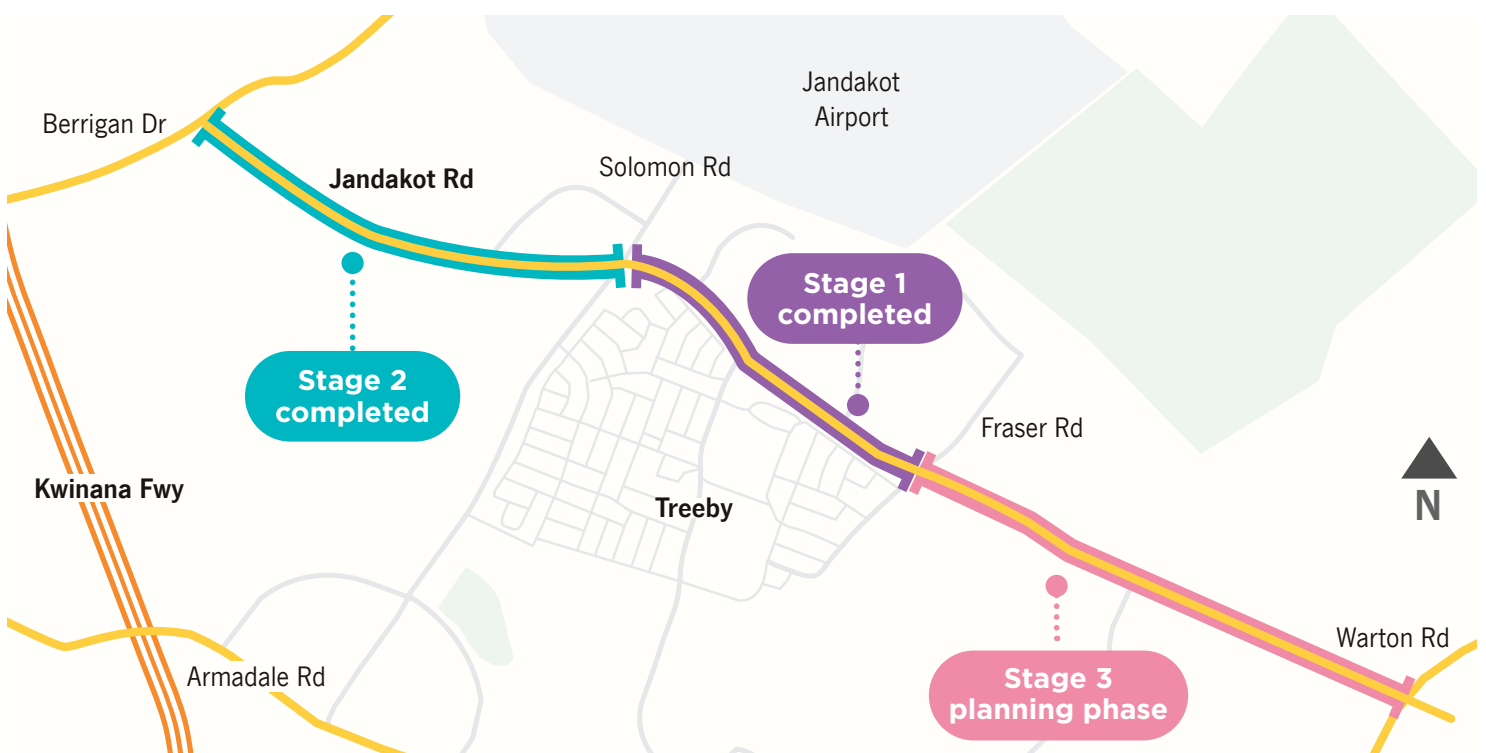 Jandakot
Airport
Berrigan Dr
Solomon Rd
Jandakot Rd
Stage 1
completed
Stage 2
completed
Fraser Rd
Kwinana Fwy
Treeby
N
Warton Rd
Armadale Rd
Stage 3
planning phase